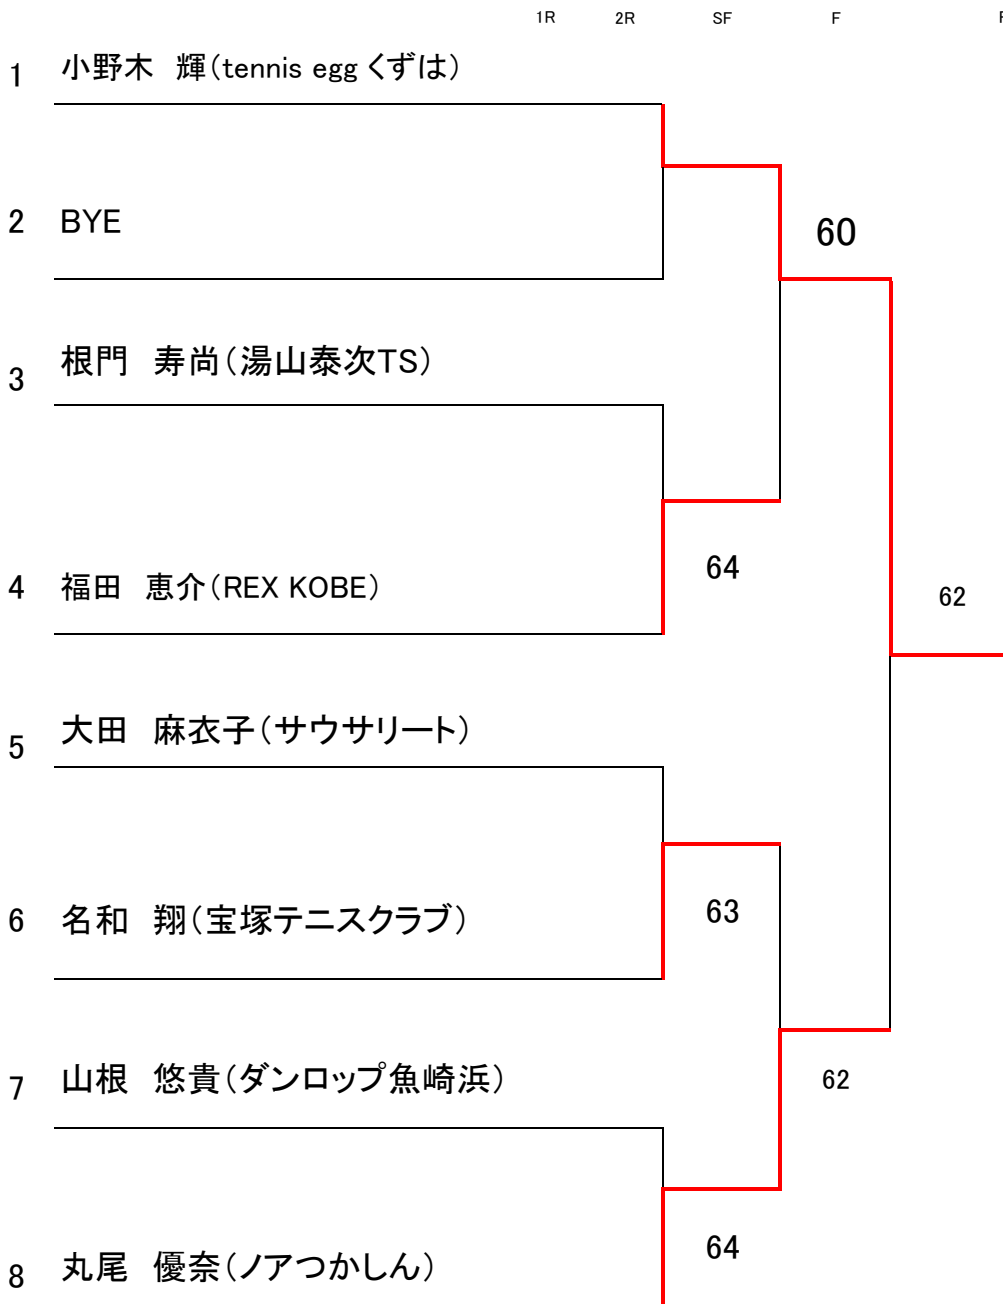 1R 2R SF F
1 小野木 輝(tennis egg くずは)
2 BYE
60
3 根門 寿尚(湯山泰次TS)
4 福田 恵介(REX KOBE)
64
62
5 大田 麻衣子(サウサリート)
6 名和 翔(宝塚テニスクラブ)
63
7 山根 悠貴(ダンロップ魚崎浜)
62
8 丸尾 優奈(ノアつかしん)
64